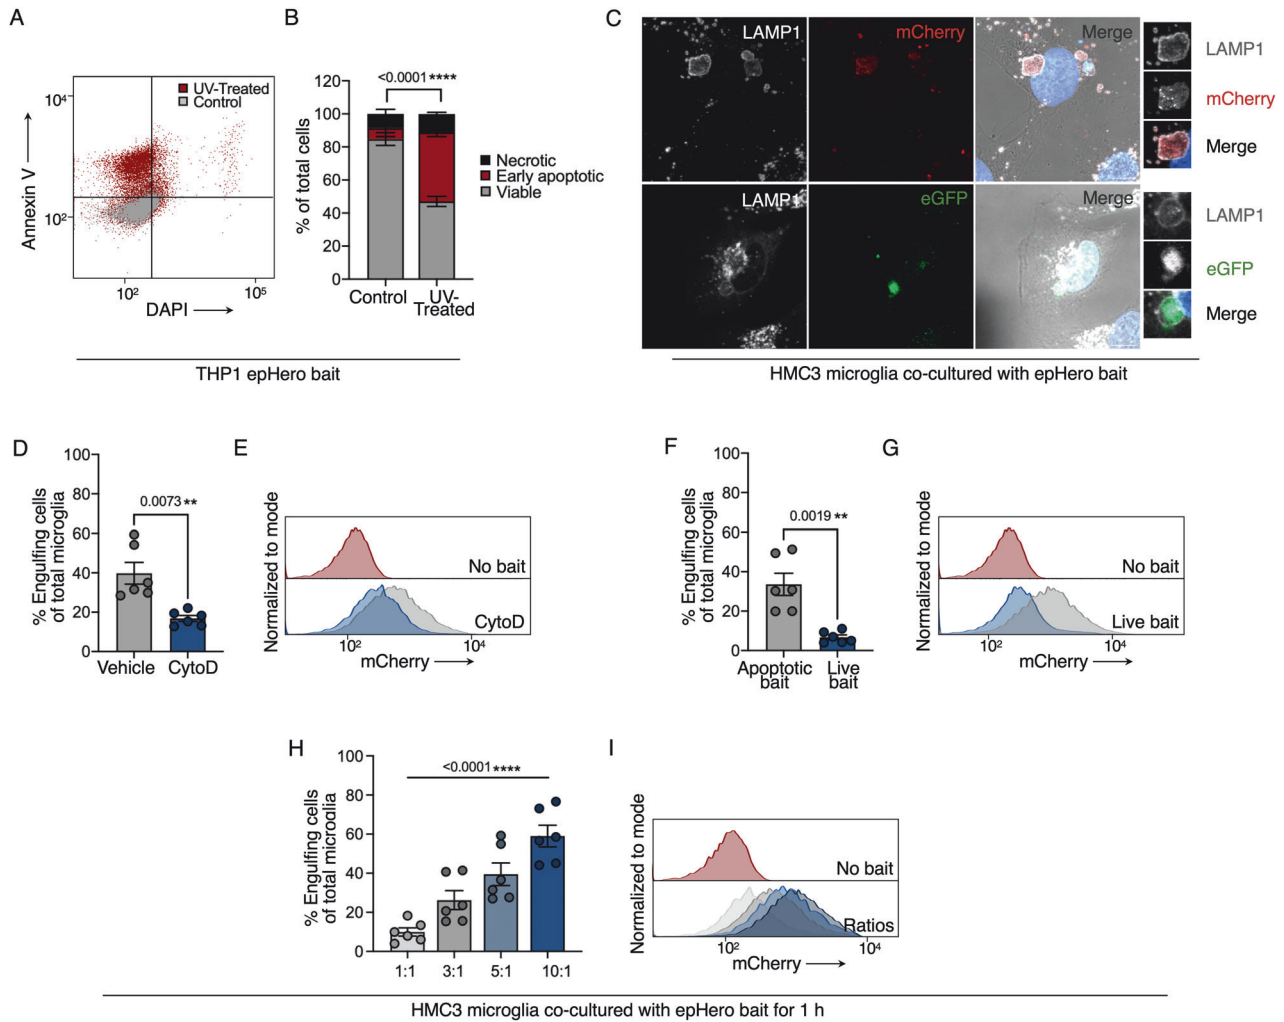 A
Annexin V
10⁴
10²
UV-Treated
Control
10²
10⁵
DAPI
B
% of total cells
<0.0001 ****
120
100
80
60
40
20
0
Necrotic
Early apoptotic
Viable
Control
UV-
Treated
THP1 epHero bait
C
LAMP1
mCherry
Merge
LAMP1
mCherry
Merge
LAMP1
eGFP
Merge
LAMP1
eGFP
Merge
HMC3 microglia co-cultured with epHero bait
D
% Engulfing cells
of total microglia
100
80
60
40
20
0
0.0073 **
Vehicle
CytoD
E
Normalized to mode
No bait
CytoD
10²
10⁴
mCherry
F
% Engulfing cells
of total microglia
100
80
60
40
20
0
0.0019 **
Apoptotic
bait
Live
bait
G
Normalized to mode
No bait
Live bait
10²
10⁴
mCherry
H
% Engulfing cells
of total microglia
100
80
60
40
20
0
<0.0001 ****
1:1
3:1
5:1
10:1
I
Normalized to mode
No bait
Ratios
10²
10⁴
mCherry
HMC3 microglia co-cultured with epHero bait for 1 h